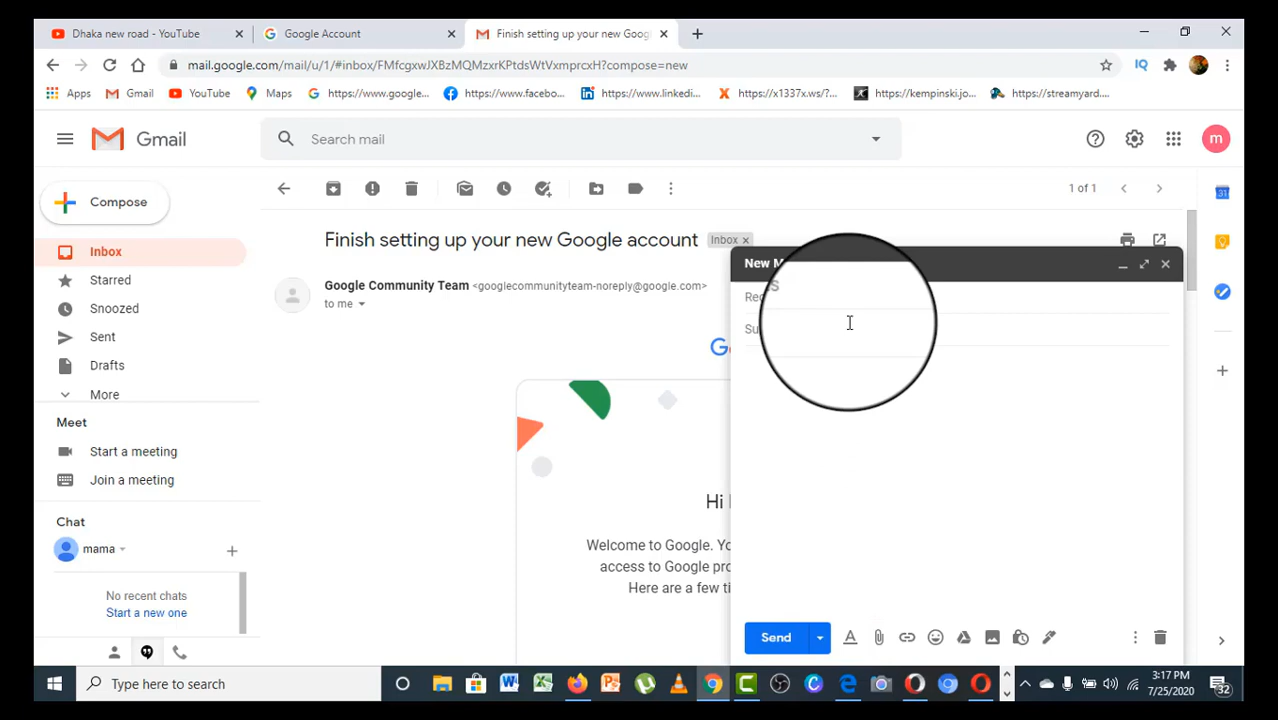 Dhaka new road - YouTube
Google Account
Finish setting up your new Goog
mail.google.com/mail/u/1/#inbox/FMfcgxwJXBzMQMzxrKPtdsWtVxmprcxH?compose=new
Apps
Gmail
YouTube
Maps
https://www.google...
https://www.facebo...
https://www.linkedi...
https://x1337x.ws/?...
https://kempinski.jo...
https://streamyard....
Gmail
Search mail
m
Compose
1 of 1
Inbox
Starred
Snoozed
Sent
Drafts
More
Finish setting up your new Google account
Inbox x
Google Community Team <googlecommunityteam-noreply@google.com>
to me
Meet
Start a meeting
Join a meeting
Chat
mama
No recent chats
Start a new one
Hi
Welcome to Google. Yo
access to Google pro
Here are a few ti
New M
Rec
Su
Send
Type here to search
3:17 PM
7/25/2020
32